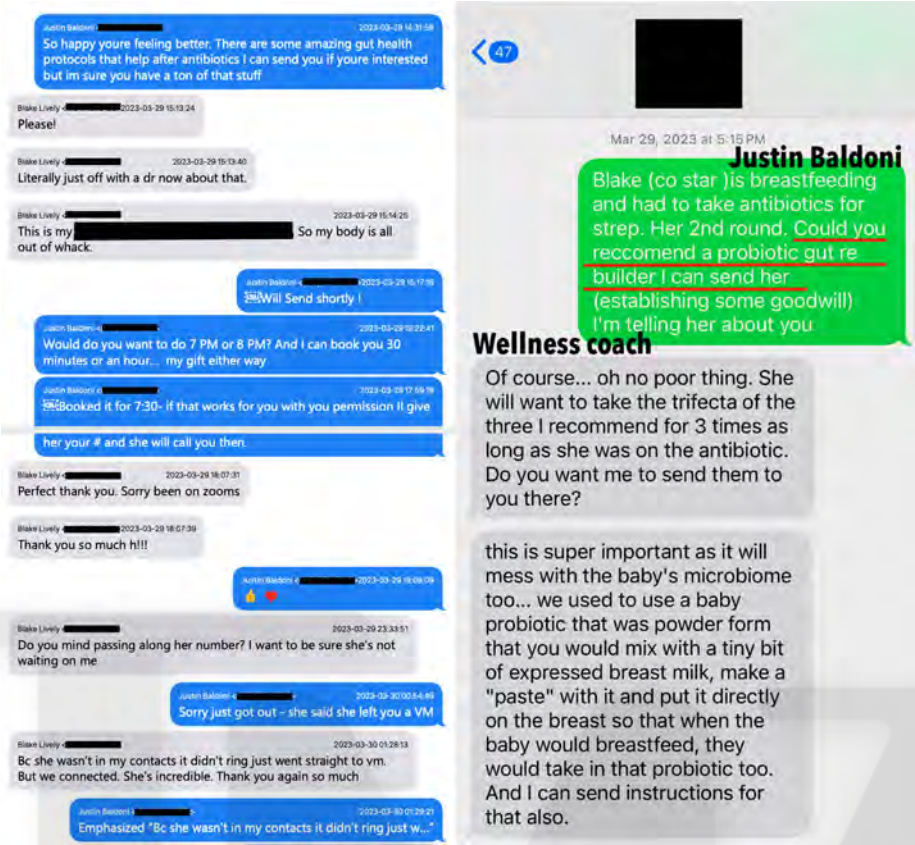 Justin Baldoni 2023-03-29 14:31:58
So happy youre feeling better. There are some amazing gut health
protocols that help after antibiotics I can send you if youre interested
but im sure you have a ton of that stuff
Blake Lively < 2023-03-29 15:13:24
Please!
Blake Lively < 2023-03-29 15:13:40
Literally just off with a dr now about that.
Blake Lively < 2023-03-29 15:14:25
This is my So my body is all
out of whack.
Justin Baldoni < 2023-03-29 15:17:18
Will Send shortly !
Justin Baldoni <
Would do you want to do 7 PM or 8 PM? And I can book you 30
minutes or an hour... my gift either way
Justin Baldoni < 2023-03-29 17:59:19
Booked it for 7:30- if that works for you with you permission Il give
her your # and she will call you then.
Blake Lively < 2023-03-29 18:07:31
Perfect thank you. Sorry been on zooms
Blake Lively < 2023-03-29 18:07:39
Thank you so much h!!!
Justin Baldoni < 2023-03-29 18:09:09
👍 ❤️
Blake Lively < 2023-03-29 23:33:51
Do you mind passing along her number? I want to be sure she's not
waiting on me
Justin Baldoni < 2023-03-30 00:54:49
Sorry just got out – she said she left you a VM
Blake Lively < 2023-03-30 01:28:13
Bc she wasn't in my contacts it didn't ring just went straight to vm.
But we connected. She's incredible. Thank you again so much
Justin Baldoni < 2023-03-30 01:29:21
Emphasized "Bc she wasn't in my contacts it didn't ring just w..."
47
Mar 29, 2023 at 5:15 PM
Justin Baldoni
Blake (co star )is breastfeeding
and had to take antibiotics for
strep. Her 2nd round. Could you
reccomend a probiotic gut re
builder I can send her
(establishing some goodwill)
I'm telling her about you
Wellness coach
Of course... oh no poor thing. She
will want to take the trifecta of the
three I recommend for 3 times as
long as she was on the antibiotic.
Do you want me to send them to
you there?
this is super important as it will
mess with the baby's microbiome
too... we used to use a baby
probiotic that was powder form
that you would mix with a tiny bit
of expressed breast milk, make a
"paste" with it and put it directly
on the breast so that when the
baby would breastfeed, they
would take in that probiotic too.
And I can send instructions for
that also.